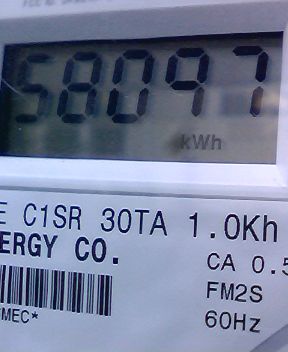 58097
kWh
E C1SR 30TA 1.0Kh
ERGY CO.
CA 0.5
FM2S
MEC*
60Hz